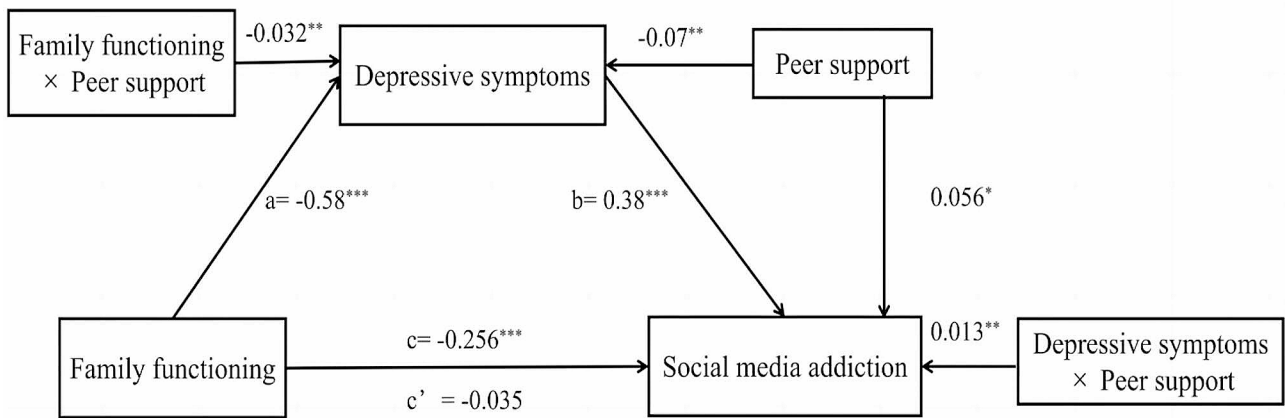 Family functioning
× Peer support
-0.032**
Depressive symptoms
-0.07**
Peer support
a= -0.58***
b= 0.38***
0.056*
Family functioning
c= -0.256***
c’ = -0.035
Social media addiction
0.013**
Depressive symptoms
× Peer support